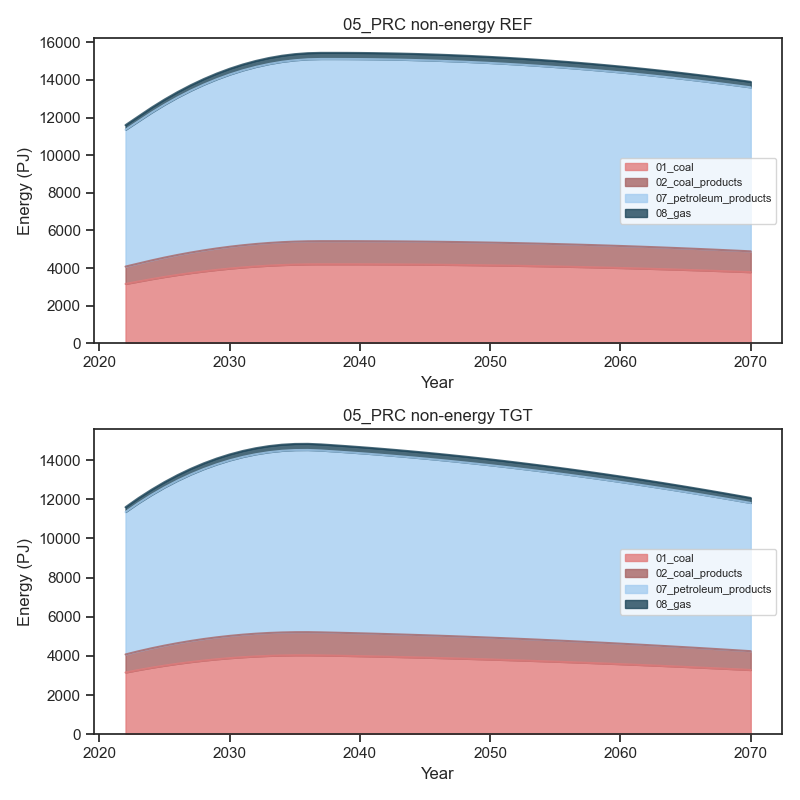 05_PRC non-energy REF
16000
14000
12000
10000
8000
6000
4000
2000
0
Energy (PJ)
01_coal
02_coal_products
07_petroleum_products
08_gas
2020 2030 2040 2050 2060 2070
Year
05_PRC non-energy TGT
14000
12000
10000
8000
6000
4000
2000
0
Energy (PJ)
01_coal
02_coal_products
07_petroleum_products
08_gas
2020 2030 2040 2050 2060 2070
Year